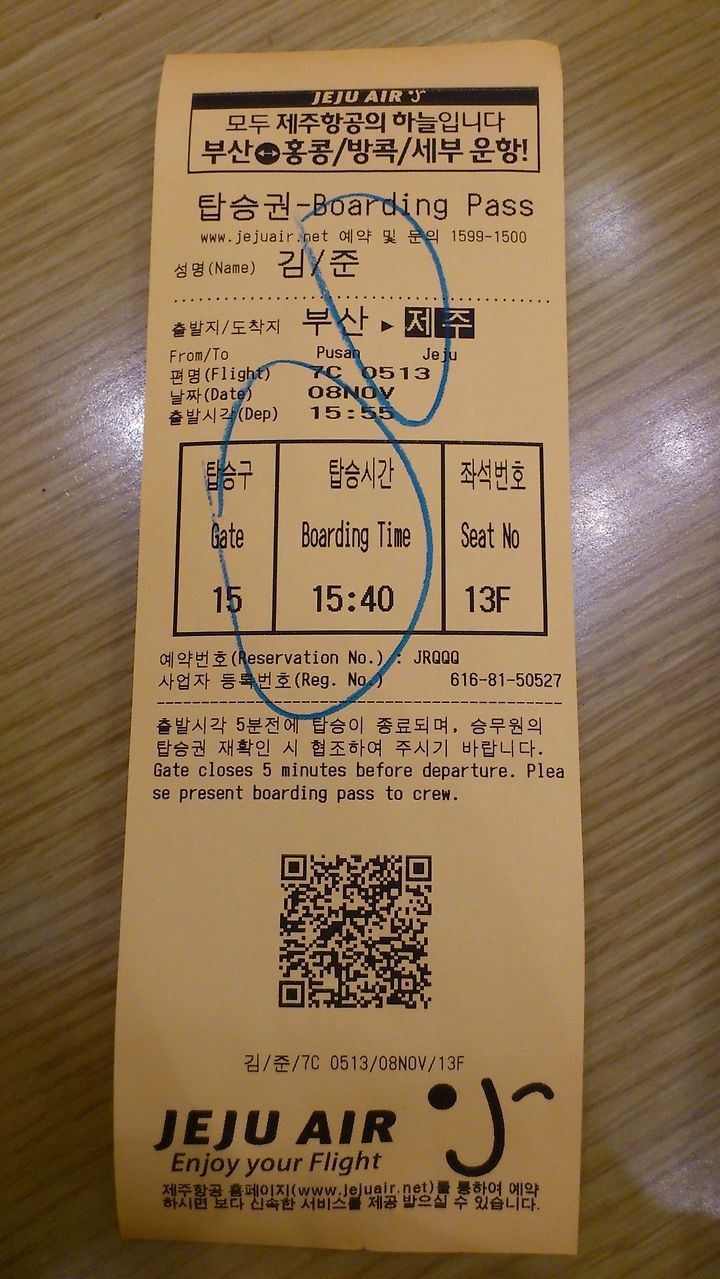 JEJU AIR
모두 제주항공의 하늘입니다
부산↔홍콩/방콕/세부 운항!
탑승권-Boarding Pass
www.jejuair.net 예약 및 문의 1599-1500
성명(Name) 김/준
출발지/도착지 부산 ▶ 제주
From/To Pusan Jeju
편명(Flight) 7C 0513
날짜(Date) 08NOV
출발시각(Dep) 15:55
탑승구 탑승시간 좌석번호
Gate Boarding Time Seat No
15 15:40 13F
예약번호(Reservation No.) : JRQQQ
사업자 등록번호(Reg. No.) 616-81-50527
출발시각 5분전에 탑승이 종료되며, 승무원의
탑승권 재확인 시 협조하여 주시기 바랍니다.
Gate closes 5 minutes before departure. Plea
se present boarding pass to crew.
김/준/7C 0513/08NOV/13F
JEJU AIR
Enjoy your Flight
제주항공 홈페이지(www.jejuair.net)를 통하여 예약
하시면 보다 신속한 서비스를 제공 받으실 수 있습니다.